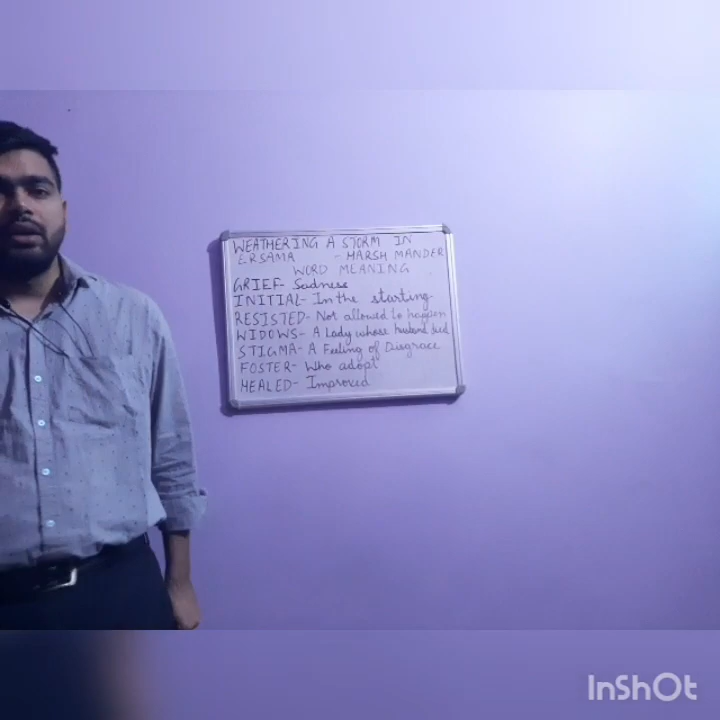 WEATHERING A STORM IN
ERSAMA - HARSH MANDER
WORD MEANING
GRIEF- Sadness
INITIAL- In the starting-
RESISTED- Not allowed to happen
WIDOWS- A Lady whose husband died
STIGMA- A Feeling of Disgrace
FOSTER- Who adopt
HEALED- Improved
InShOt